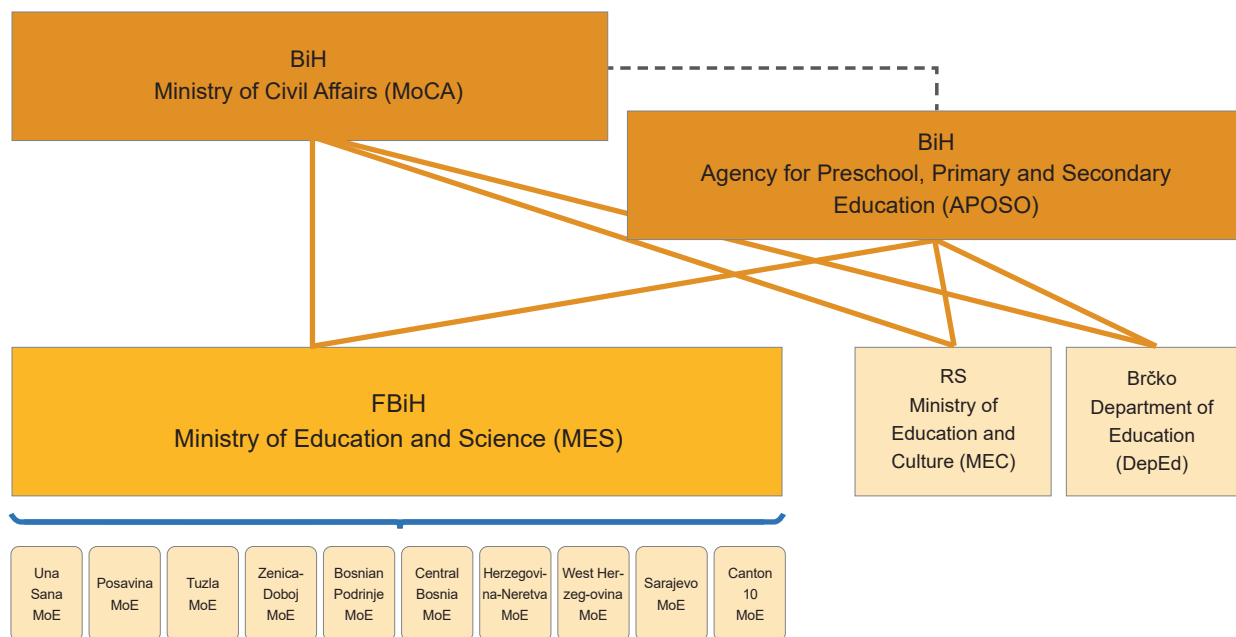 BiH
Ministry of Civil Affairs (MoCA)
BiH
Agency for Preschool, Primary and Secondary
Education (APOSO)
FBiH
Ministry of Education and Science (MES)
RS
Ministry of
Education and
Culture (MEC)
Brčko
Department of
Education
(DepEd)
Una
Sana
MoE
Posavina
MoE
Tuzla
MoE
Zenica-
Doboj
MoE
Bosnian
Podrinje
MoE
Central
Bosnia
MoE
Herzegovi-
na-Neretva
MoE
West Her-
zeg-ovina
MoE
Sarajevo
MoE
Canton
10
MoE